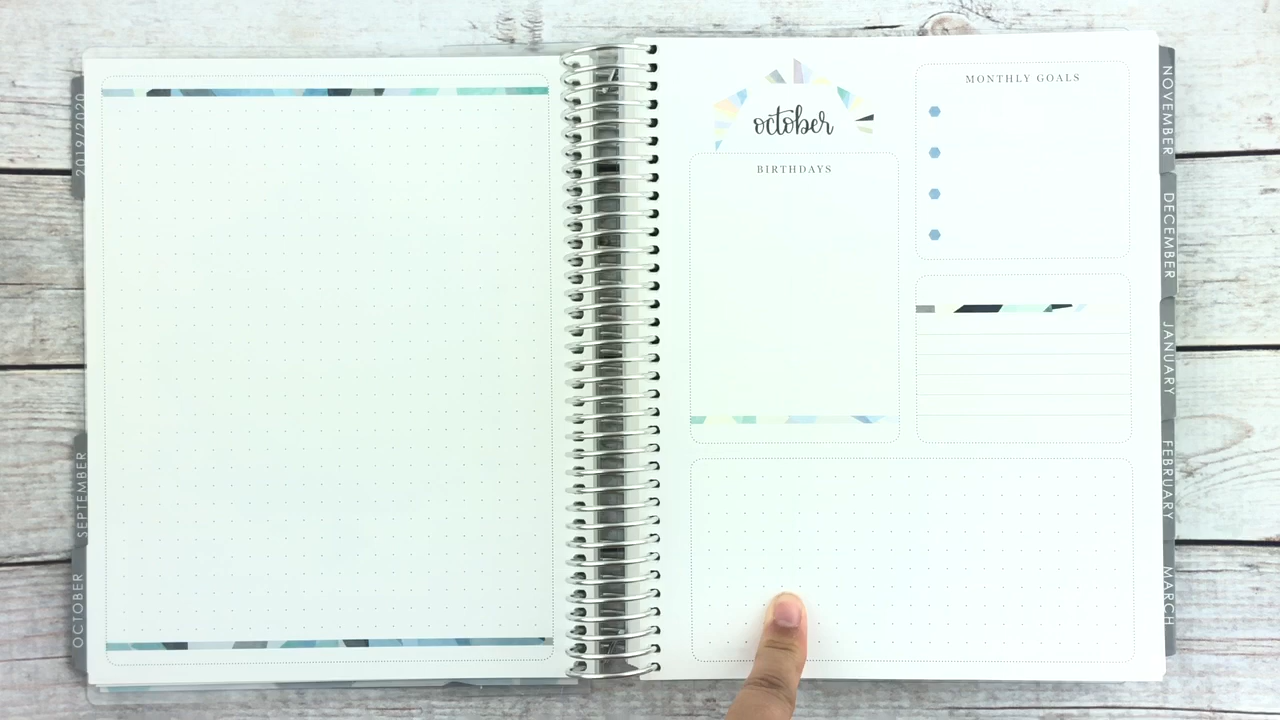 2019/2020
SEPTEMBER
OCTOBER
october
BIRTHDAYS
MONTHLY GOALS
NOVEMBER
DECEMBER
JANUARY
FEBRUARY
MARCH